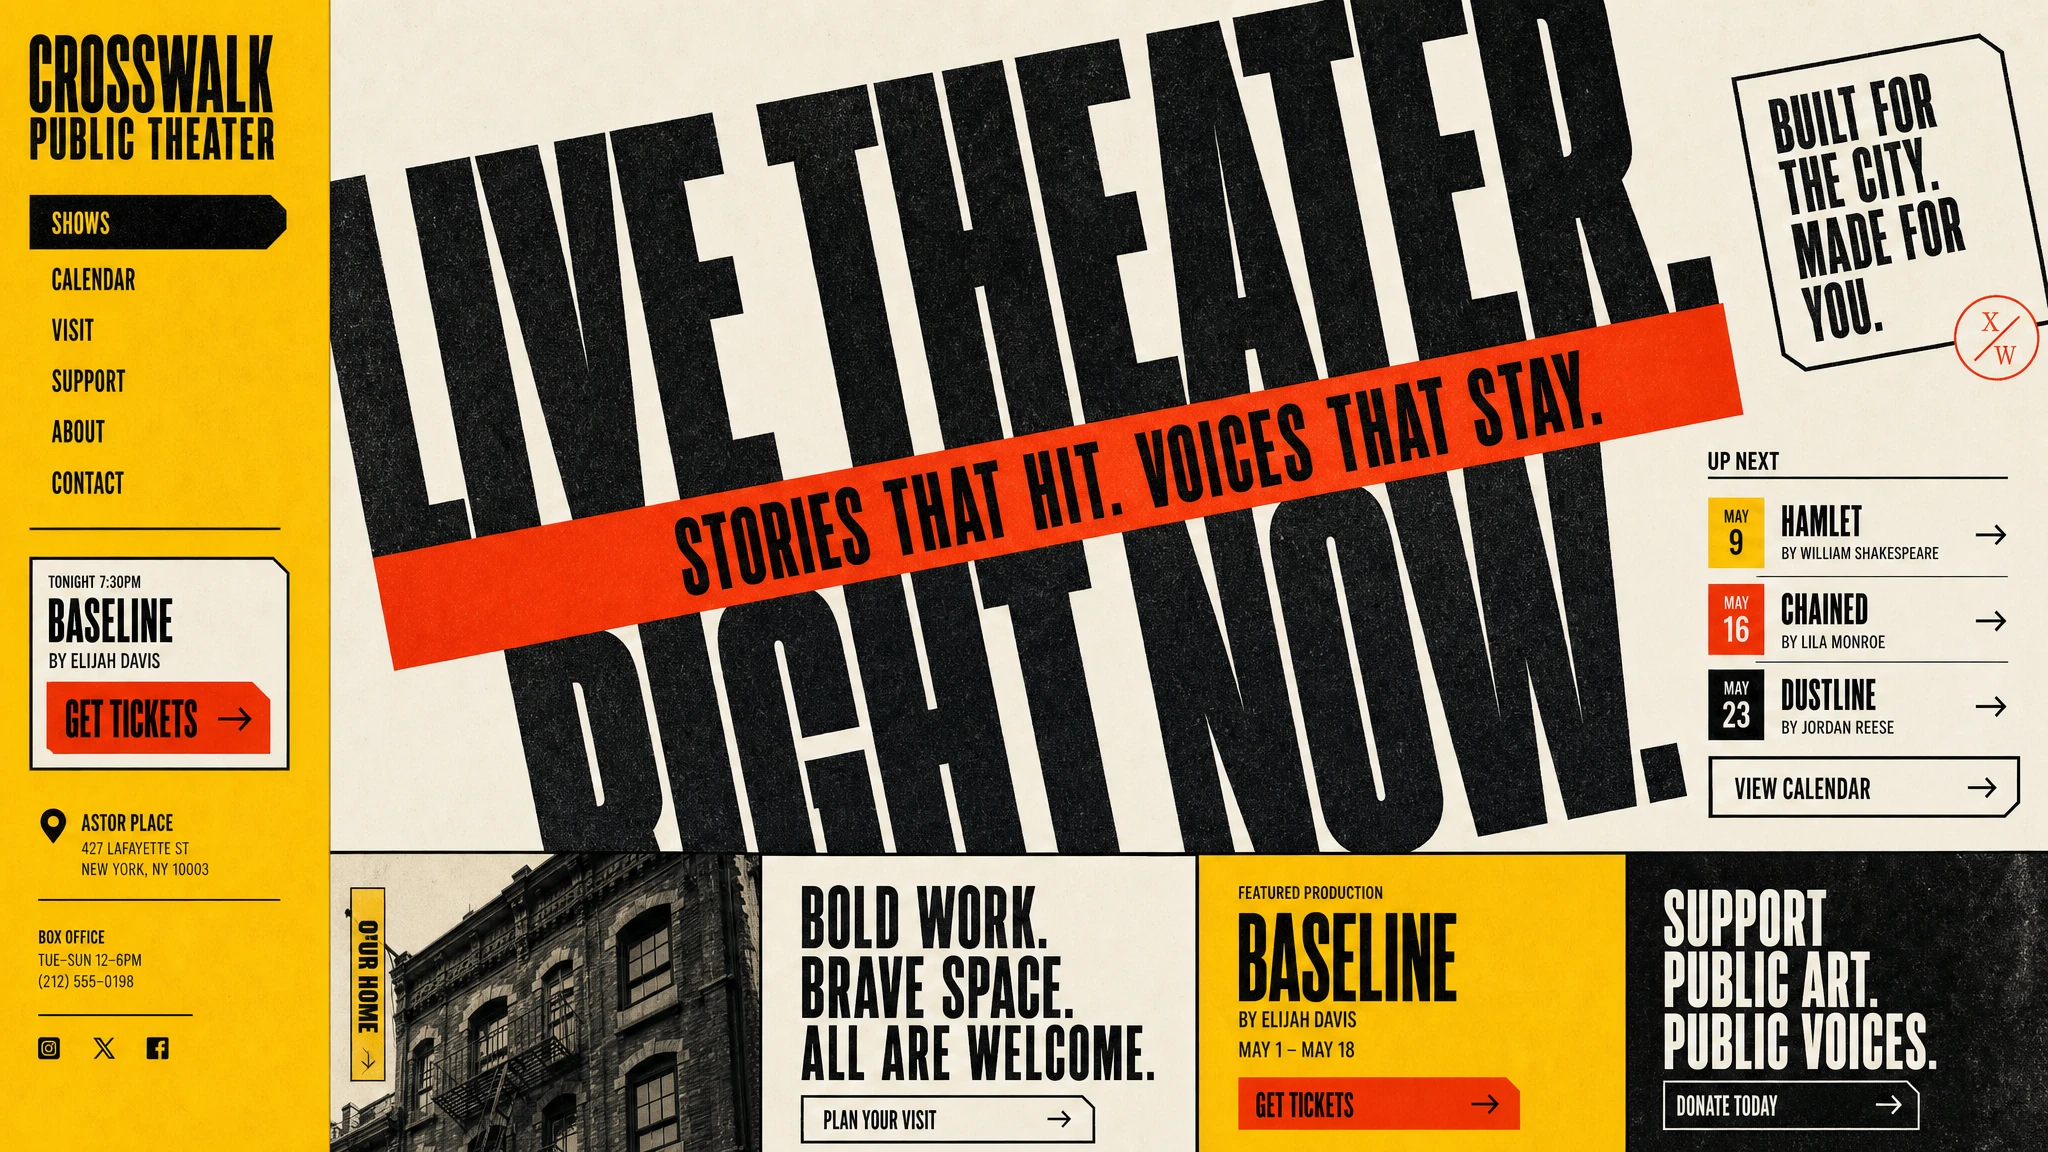 CROSSWALK
PUBLIC THEATER
SHOWS
CALENDAR
VISIT
SUPPORT
ABOUT
CONTACT
TONIGHT 7:30PM
BASELINE
BY ELIJAH DAVIS
GET TICKETS
ASTOR PLACE
427 LAFAYETTE ST
NEW YORK, NY 10003
BOX OFFICE
TUE–SUN 12–6PM
(212) 555-0198
LIVE THEATER.
STORIES THAT HIT. VOICES THAT STAY.
RIGHT NOW.
BUILT FOR
THE CITY.
MADE FOR
YOU.
X/W
UP NEXT
MAY
9
HAMLET
BY WILLIAM SHAKESPEARE
MAY
16
CHAINED
BY LILA MONROE
MAY
23
DUSTLINE
BY JORDAN REESE
VIEW CALENDAR
O'UR HOME
BOLD WORK.
BRAVE SPACE.
ALL ARE WELCOME.
PLAN YOUR VISIT
FEATURED PRODUCTION
BASELINE
BY ELIJAH DAVIS
MAY 1 – MAY 18
GET TICKETS
SUPPORT
PUBLIC ART.
PUBLIC VOICES.
DONATE TODAY